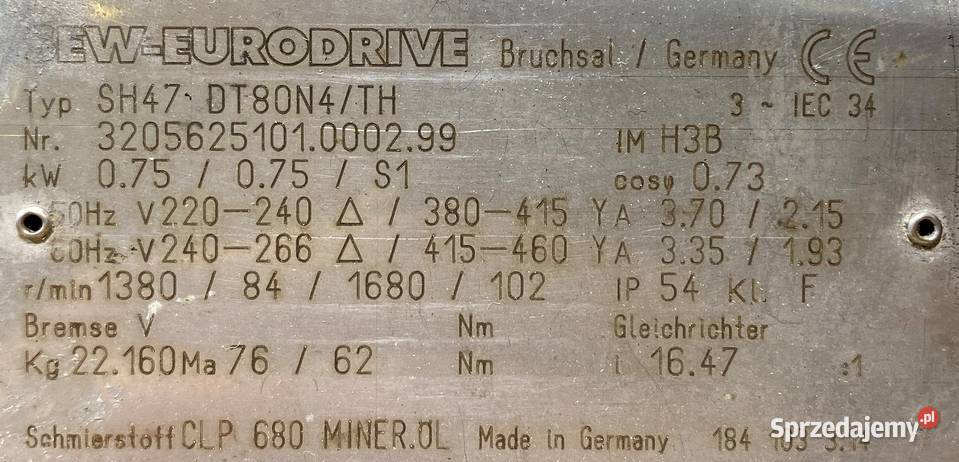 EW-EURODRIVE Bruchsal / Germany CE
Typ SH47 DT80N4/TH 3 ~ IEC 34
Nr. 3205625101.0002.99 IM H3B
kW 0.75 / 0.75 / S1 cosφ 0.73
50Hz V 220-240 Δ / 380-415 Y A 3.70 / 2.15
60Hz V 240-266 Δ / 415-460 Y A 3.35 / 1.93
r/min 1380 / 84 / 1680 / 102 IP 54 Kl. F
Bremse V Nm Gleichrichter
Kg 22.160 Ma 76 / 62 Nm i 16.47 :1
Schmierstoff CLP 680 MINER.ÖL Made in Germany 184 103
Sprzedajemy.pl